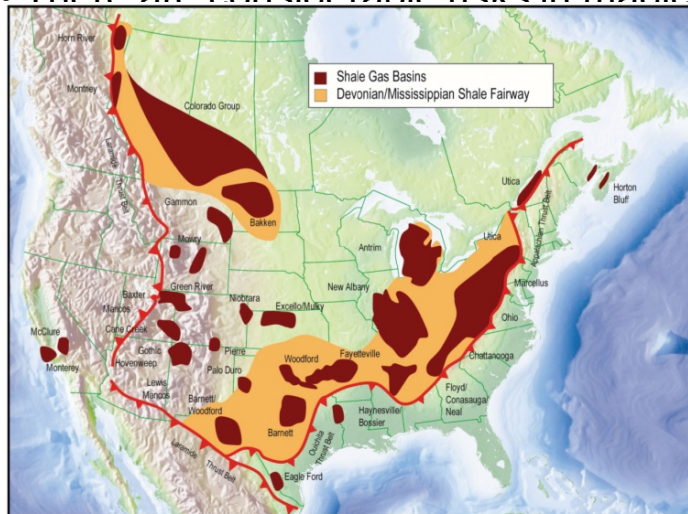 Horn River
Shale Gas Basins
Devonian/Mississippian Shale Fairway
Montney
Colorado Group
Laramide
Thrust Belt
Utica
Horton
Bluff
Gammon
Bakken
Appalachian Thrust Belt
Mowry
Antrim
Utica
Marcellus
Green River
New Albany
Baxter
Mancos
Niobrara
Excello/Mulky
Ohio
McClure
Cane Creek
Monterey
Gothic
Hovenweep
Pierre
Woodford
Fayetteville
Chattanooga
Palo Duro
Lewis
Mancos
Barnett/
Woodford
Floyd/
Conasauga/
Neal
Haynesville/
Bossier
Barnett
Ouichita
Thrust Belt
Laramide
Thrust Belt
Eagle Ford